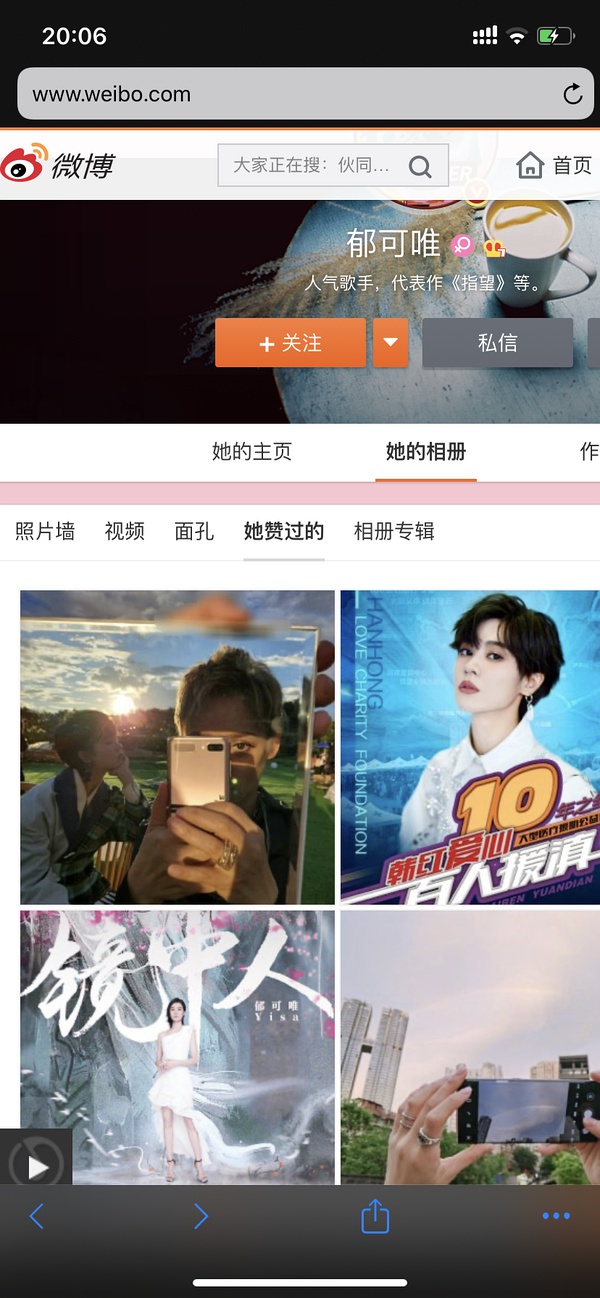 20:06
www.weibo.com
微博
大家正在搜：伙同...
首页
郁可唯
人气歌手，代表作《指望》等。
+ 关注
私信
她的主页
她的相册
作
照片墙
视频
面孔
她赞过的
相册专辑
HANHONG
LOVE CHARITY FOUNDATION
10
年之约
韩红爱心
百人援滇
BAIREN YUANDIAN
镜中人
郁可唯
Yisa